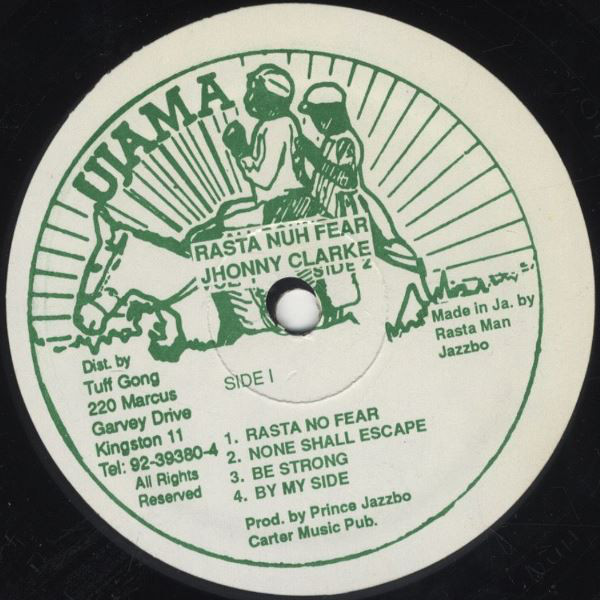 UJAMA
RASTA NUH FEAR
JHONNY CLARKE
SIDE 2
Made in Ja. by
Rasta Man
Jazzbo
Dist. by
Tuff Gong
220 Marcus
Garvey Drive
Kingston 11
Tel: 92-39380-4
All Rights
Reserved
SIDE I
1. RASTA NO FEAR
2. NONE SHALL ESCAPE
3. BE STRONG
4. BY MY SIDE
Prod. by Prince Jazzbo
Carter Music Pub.